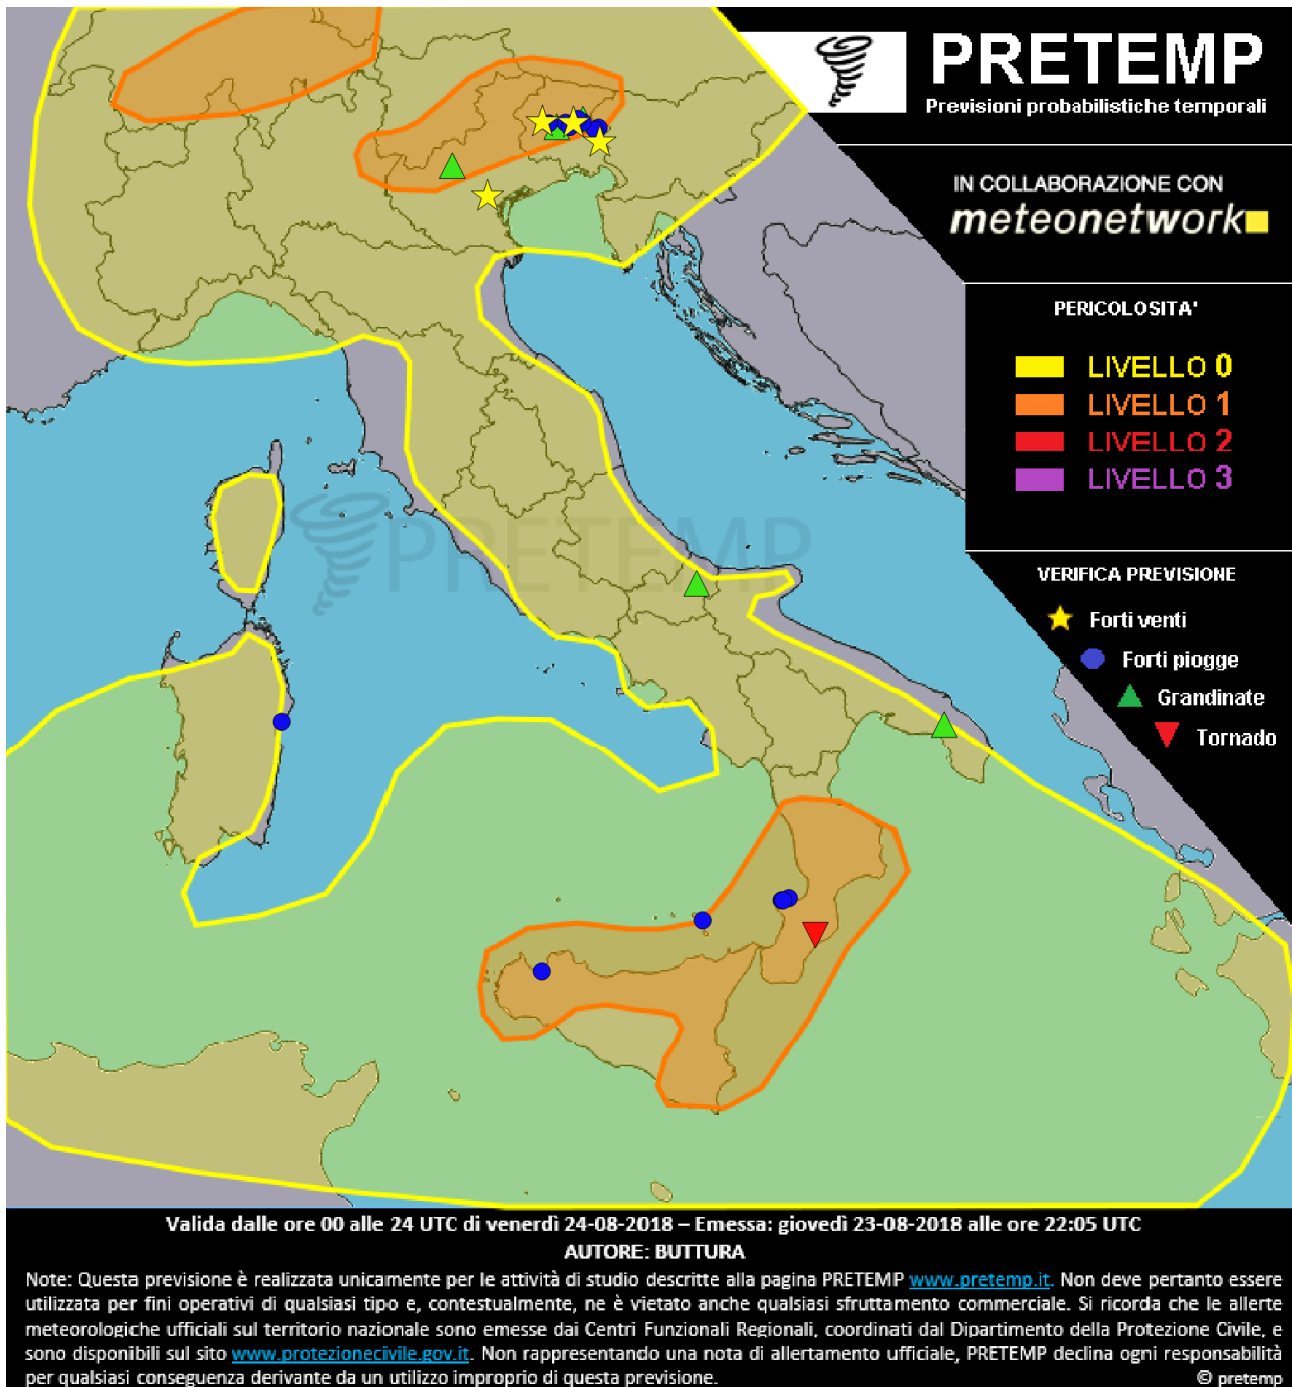 PRETEMP
Previsioni probabilistiche temporali
IN COLLABORAZIONE CON
meteonetwork
PERICOLOSITA'
LIVELLO 0
LIVELLO 1
LIVELLO 2
LIVELLO 3
PRETEMP
VERIFICA PREVISIONE
Forti venti
Forti piogge
Grandinate
Tornado
Valida dalle ore 00 alle 24 UTC di venerdì 24-08-2018 – Emessa: giovedì 23-08-2018 alle ore 22:05 UTC
AUTORE: BUTTURA
Note: Questa previsione è realizzata unicamente per le attività di studio descritte alla pagina PRETEMP www.pretemp.it. Non deve pertanto essere
utilizzata per fini operativi di qualsiasi tipo e, contestualmente, ne è vietato anche qualsiasi sfruttamento commerciale. Si ricorda che le allerte
meteorologiche ufficiali sul territorio nazionale sono emesse dai Centri Funzionali Regionali, coordinati dal Dipartimento della Protezione Civile, e
sono disponibili sul sito www.protezionecivile.gov.it. Non rappresentando una nota di allertamento ufficiale, PRETEMP declina ogni responsabilità
per qualsiasi conseguenza derivante da un utilizzo improprio di questa previsione.
© pretemp